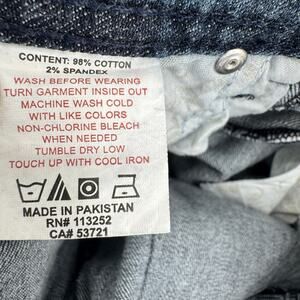 CONTENT: 98% COTTON
2% SPANDEX
WASH BEFORE WEARING
TURN GARMENT INSIDE OUT
MACHINE WASH COLD
WITH LIKE COLORS
NON-CHLORINE BLEACH
WHEN NEEDED
TUMBLE DRY LOW
TOUCH UP WITH COOL IRON
MADE IN PAKISTAN
RN# 113252
CA# 53721